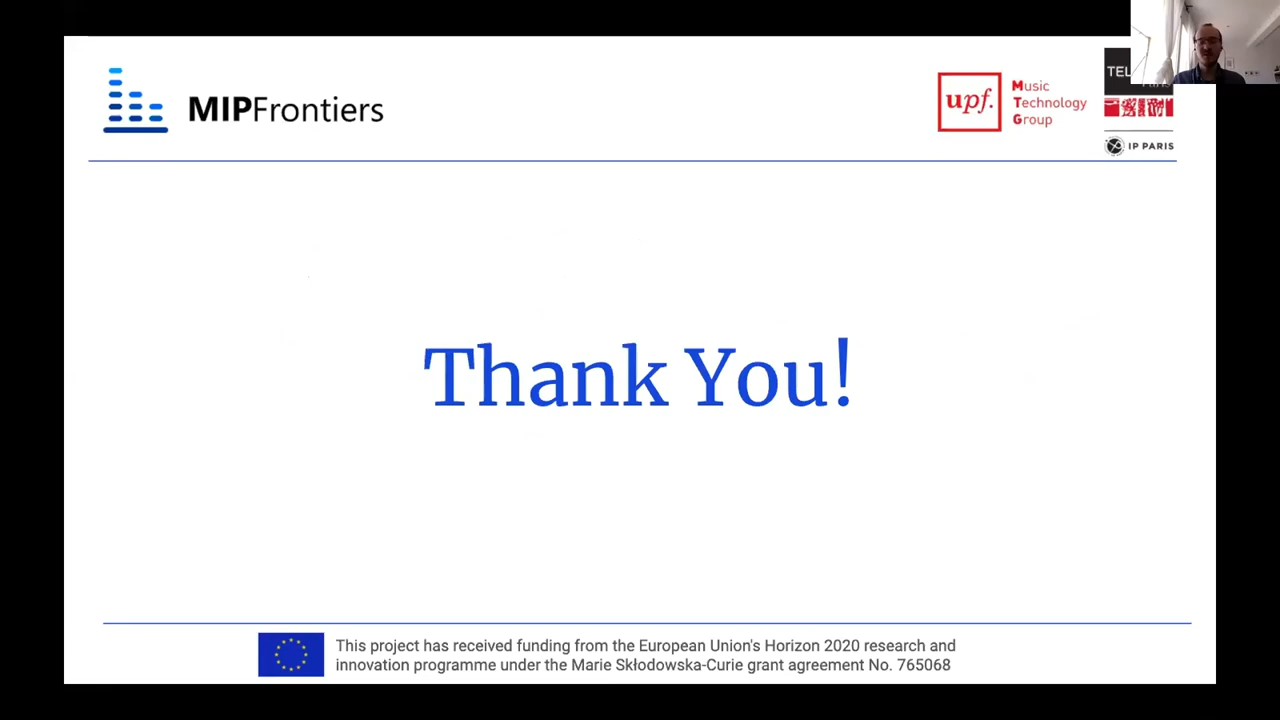 MIPFrontiers
upf.
Music
Technology
Group
TEL
IP PARIS
Thank You!
This project has received funding from the European Union's Horizon 2020 research and
innovation programme under the Marie Skłodowska-Curie grant agreement No. 765068